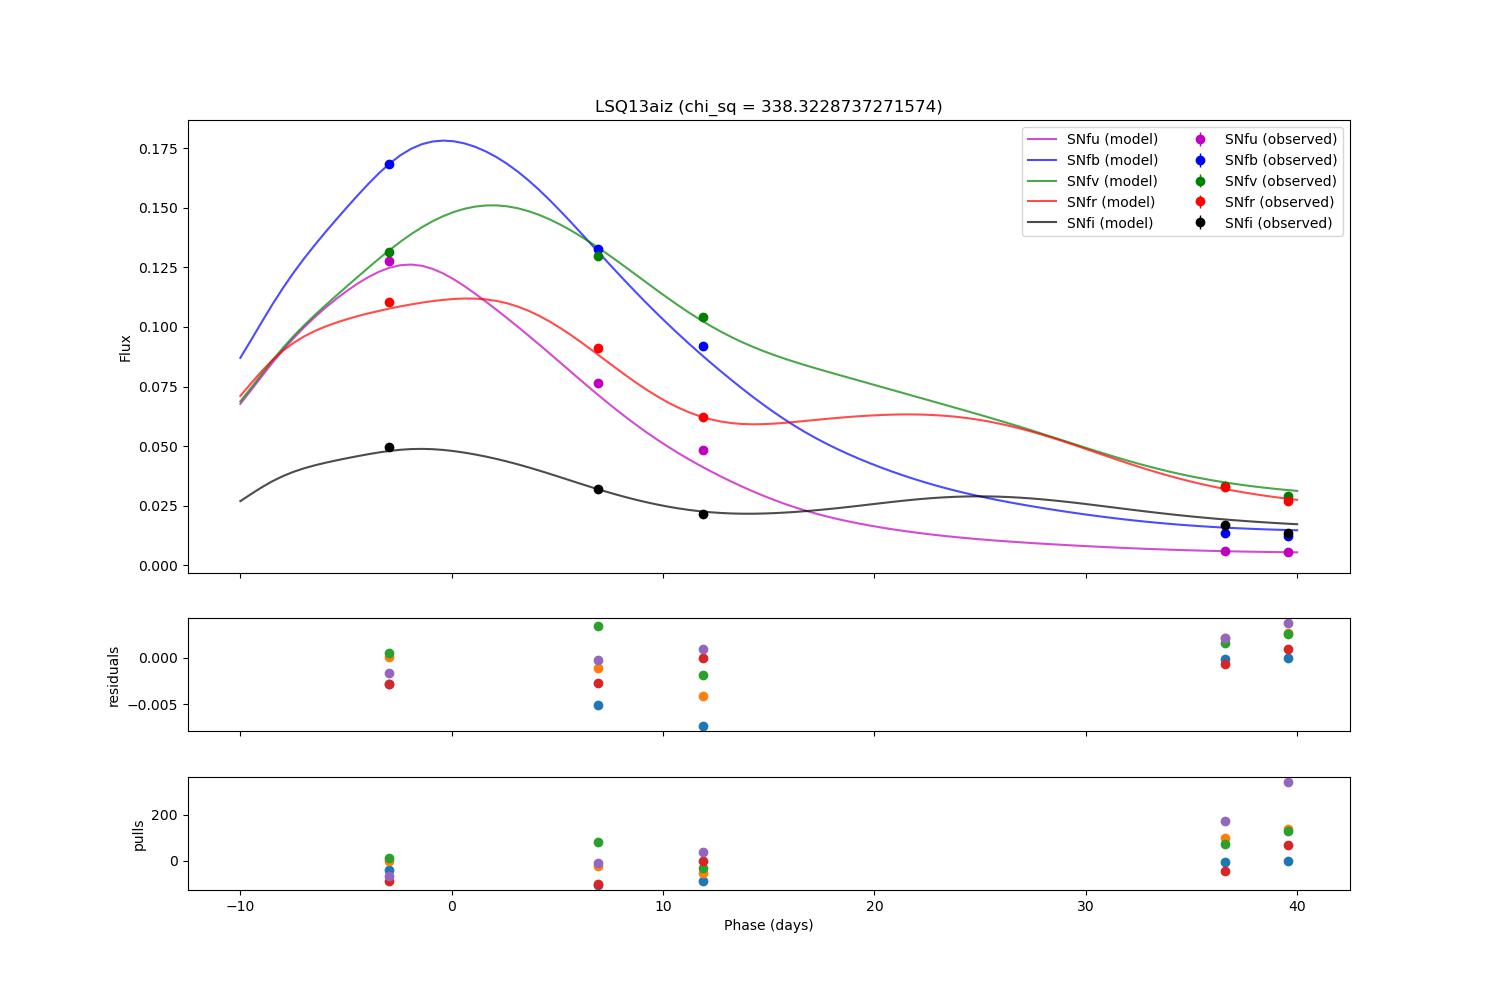 LSQ13aiz (chi_sq = 338.3228737271574)
SNfu (model) SNfu (observed)
SNfb (model) SNfb (observed)
SNfv (model) SNfv (observed)
SNfr (model) SNfr (observed)
SNfi (model) SNfi (observed)
0.175
0.150
0.125
0.100
0.075
0.050
0.025
0.000
Flux
0.000
−0.005
residuals
200
0
pulls
−10 0 10 20 30 40
Phase (days)